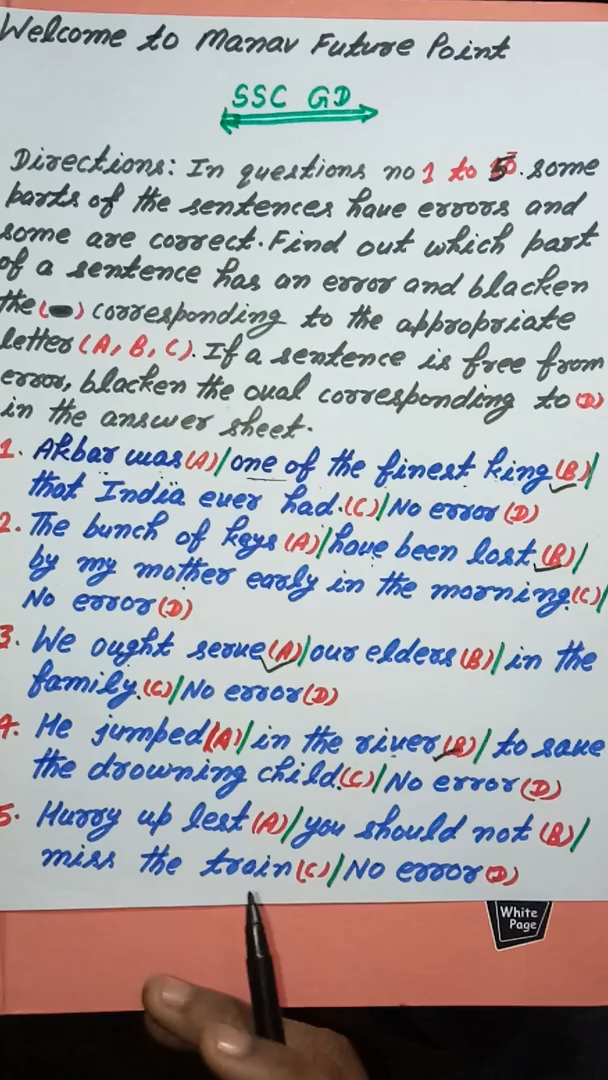 Welcome to Manav Future Point
SSC GD
Directions: In questions no 1 to 5. some
parts of the sentences have errors and
some are correct. Find out which part
of a sentence has an error and blacken
the ( ) corresponding to the appropriate
letter (A, B, C). If a sentence is free from
error, blacken the oval corresponding to (D)
in the answer sheet.
1. Akbar was (A)/one of the finest king (B)/
that India ever had.(C)/No error (D)
2. The bunch of keys (A)/have been lost (B)/
by my mother early in the morning.(C)/
No error (D)
3. We ought serve (A)/our elders (B)/in the
family.(C)/No error (D)
4. He jumped (A)/in the river (B)/to save
the drowning child.(C)/No error (D)
5. Hurry up lest (A)/you should not (B)/
miss the train (C)/No error (D)
White
Page